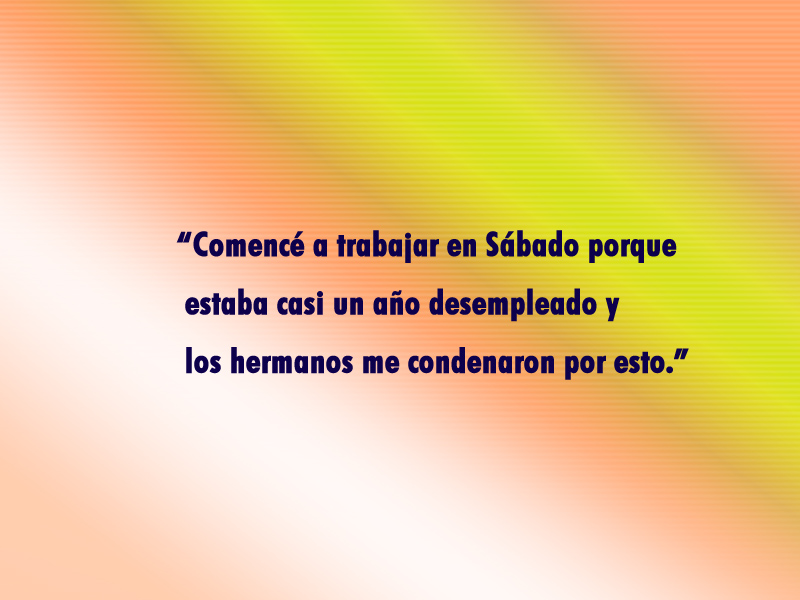 “Comencé a trabajar en Sábado porque
estaba casi un año desempleado y
los hermanos me condenaron por esto.”